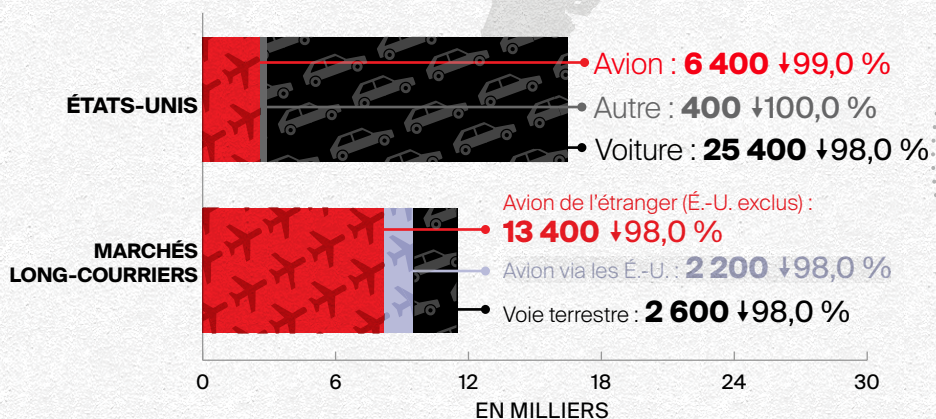 ÉTATS-UNIS
Avion : 6 400 ↓99,0 %
Autre : 400 ↓100,0 %
Voiture : 25 400 ↓98,0 %
MARCHÉS
LONG-COURRIERS
Avion de l'étranger (É.-U. exclus) :
13 400 ↓98,0 %
Avion via les É.-U. : 2 200 ↓98,0 %
Voie terrestre : 2 600 ↓98,0 %
0 6 12 18 24 30
EN MILLIERS